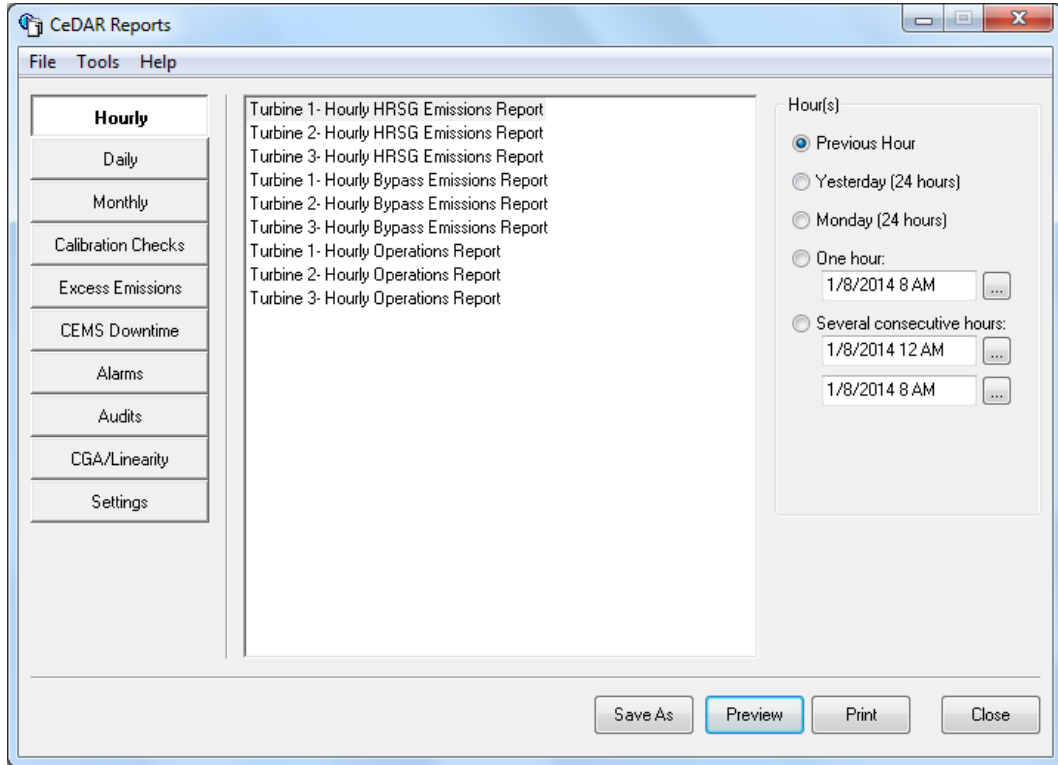 CeDAR Reports
File Tools Help
Hourly
Daily
Monthly
Calibration Checks
Excess Emissions
CEMS Downtime
Alarms
Audits
CGA/Linearity
Settings
Turbine 1- Hourly HRSG Emissions Report
Turbine 2- Hourly HRSG Emissions Report
Turbine 3- Hourly HRSG Emissions Report
Turbine 1- Hourly Bypass Emissions Report
Turbine 2- Hourly Bypass Emissions Report
Turbine 3- Hourly Bypass Emissions Report
Turbine 1- Hourly Operations Report
Turbine 2- Hourly Operations Report
Turbine 3- Hourly Operations Report
Hour(s)
Previous Hour
Yesterday (24 hours)
Monday (24 hours)
One hour:
1/8/2014 8 AM ...
Several consecutive hours:
1/8/2014 12 AM ...
1/8/2014 8 AM ...
Save As Preview Print Close